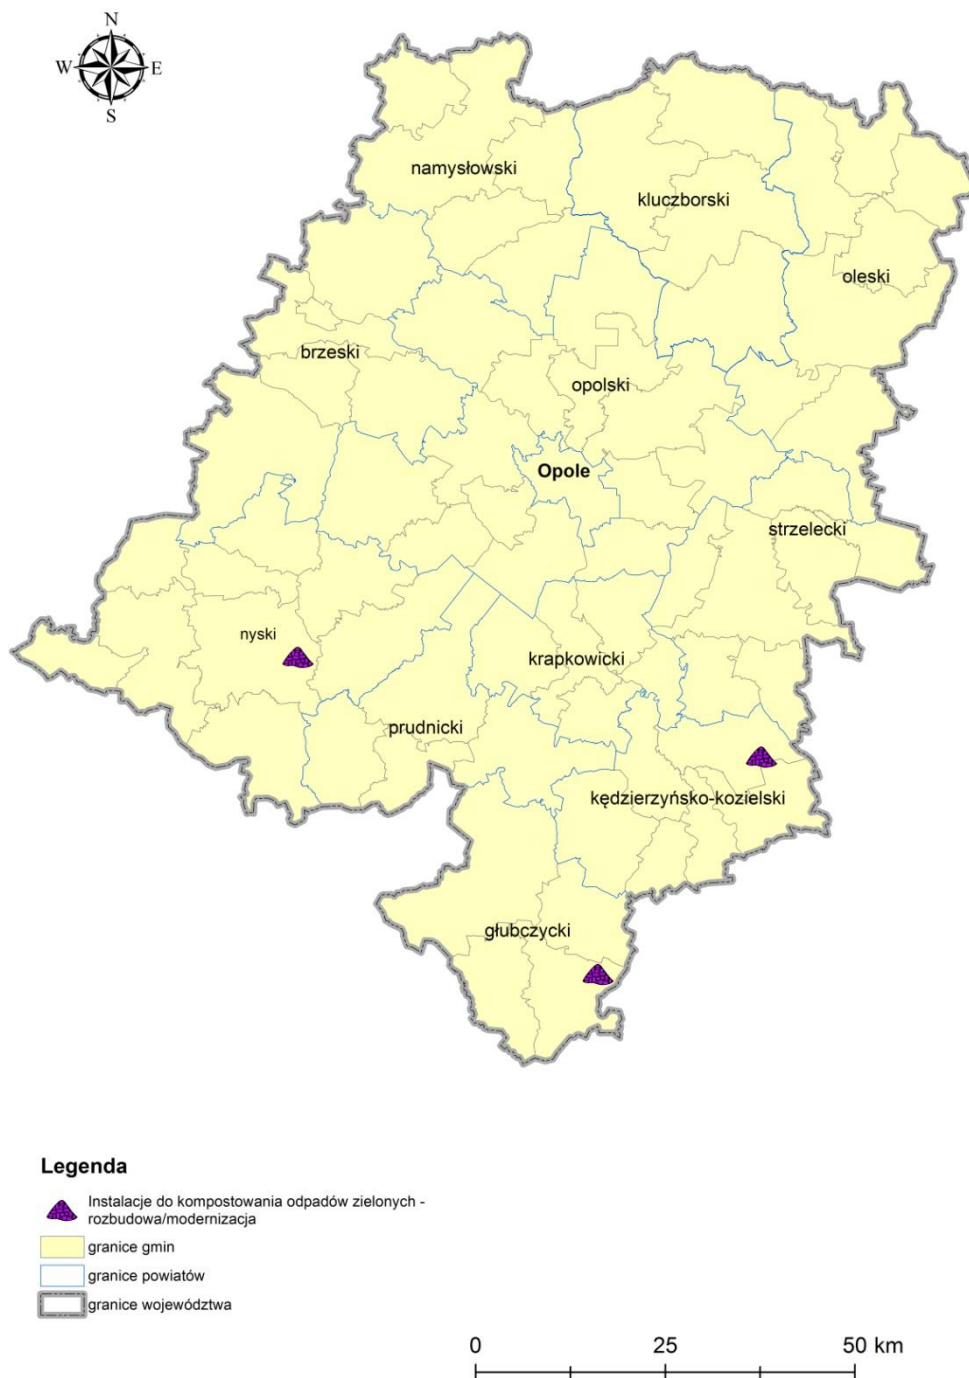 N
W E
S
namysłowski
kluczborski
oleski
brzeski
opolski
Opole
strzelecki
nyski
krapkowicki
prudnicki
kędzierzyńsko-kozielski
głubczycki
Legenda
Instalacje do kompostowania odpadów zielonych -
rozbudowa/modernizacja
granice gmin
granice powiatów
granice województwa
0 25 50 km